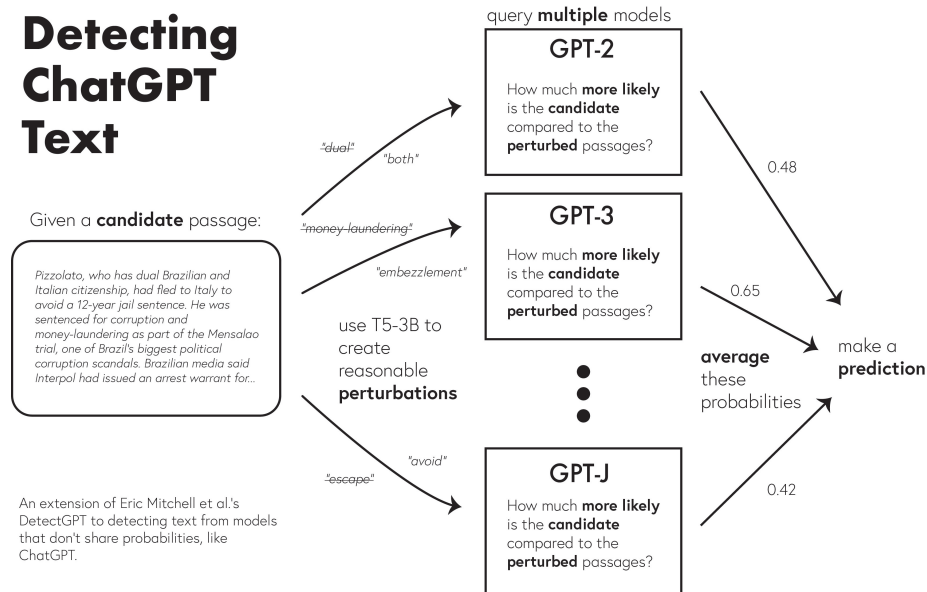 Detecting
ChatGPT
Text
Given a candidate passage:
Pizzolato, who has dual Brazilian and
Italian citizenship, had fled to Italy to
avoid a 12-year jail sentence. He was
sentenced for corruption and
money-laundering as part of the Mensalao
trial, one of Brazil's biggest political
corruption scandals. Brazilian media said
Interpol had issued an arrest warrant for...
An extension of Eric Mitchell et al.'s
DetectGPT to detecting text from models
that don't share probabilities, like
ChatGPT.
"dual"
"both"
"money-laundering"
"embezzlement"
use T5-3B to
create
reasonable
perturbations
"avoid"
"escape"
query multiple models
GPT-2
How much more likely
is the candidate
compared to the
perturbed passages?
GPT-3
How much more likely
is the candidate
compared to the
perturbed passages?
GPT-J
How much more likely
is the candidate
compared to the
perturbed passages?
0.48
0.65
average
these
probabilities
0.42
make a
prediction